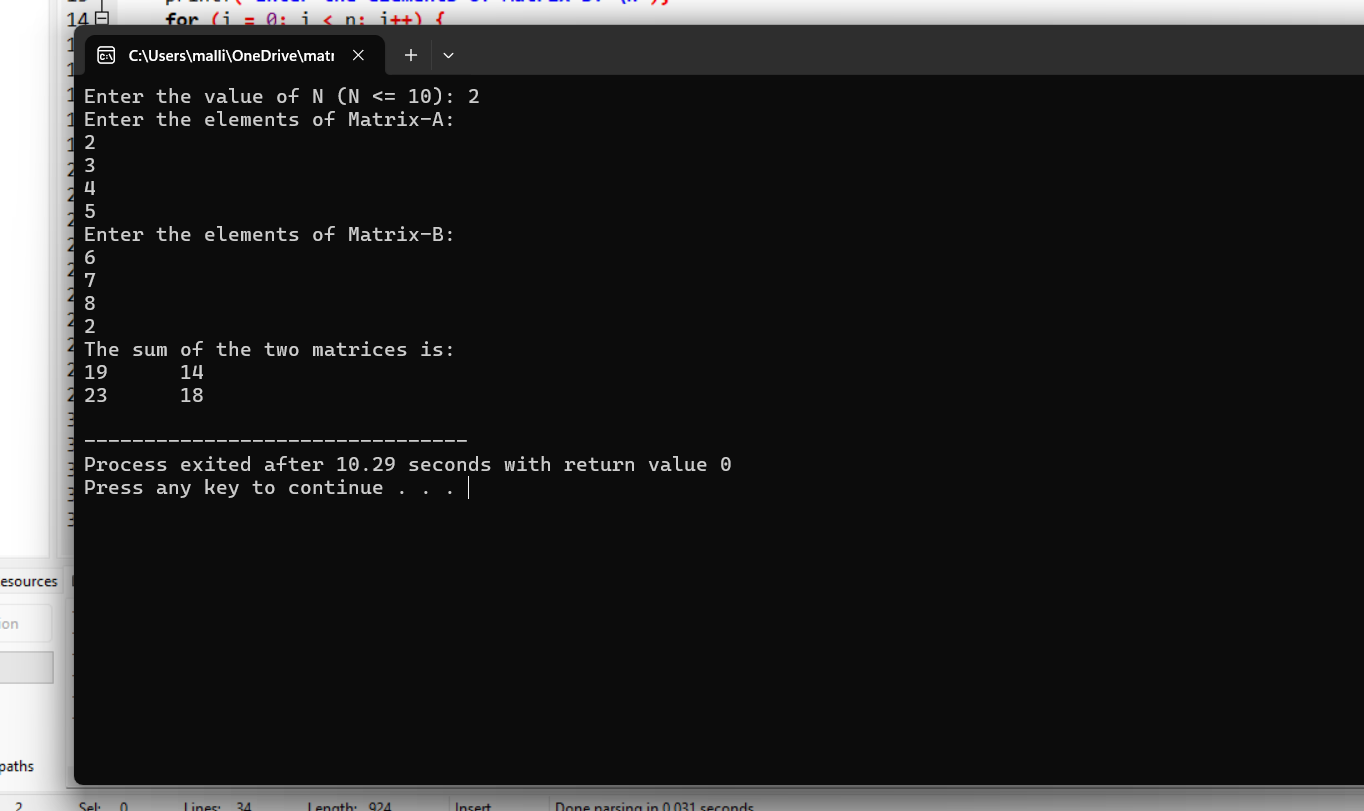 14
for (i = 0; i < n; i++) {
C:\Users\malli\OneDrive\matr
Enter the value of N (N <= 10): 2
Enter the elements of Matrix-A:
2
3
4
5
Enter the elements of Matrix-B:
6
7
8
2
The sum of the two matrices is:
19 14
23 18
--------------------------------
Process exited after 10.29 seconds with return value 0
Press any key to continue . . .
esources
ion
paths
2 Sel: 0 Lines: 34 Length: 924 Insert Done parsing in 0.031 seconds